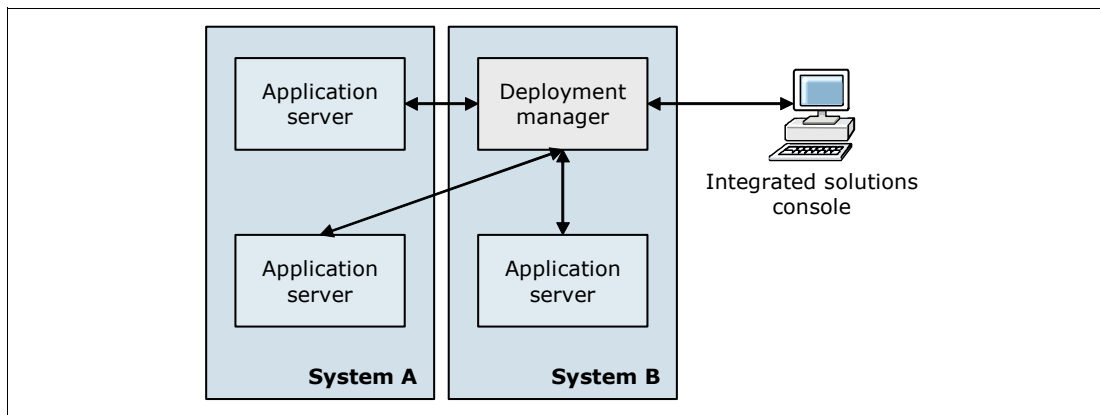 Application
server
Deployment
manager
Integrated solutions
console
Application
server
Application
server
System A
System B